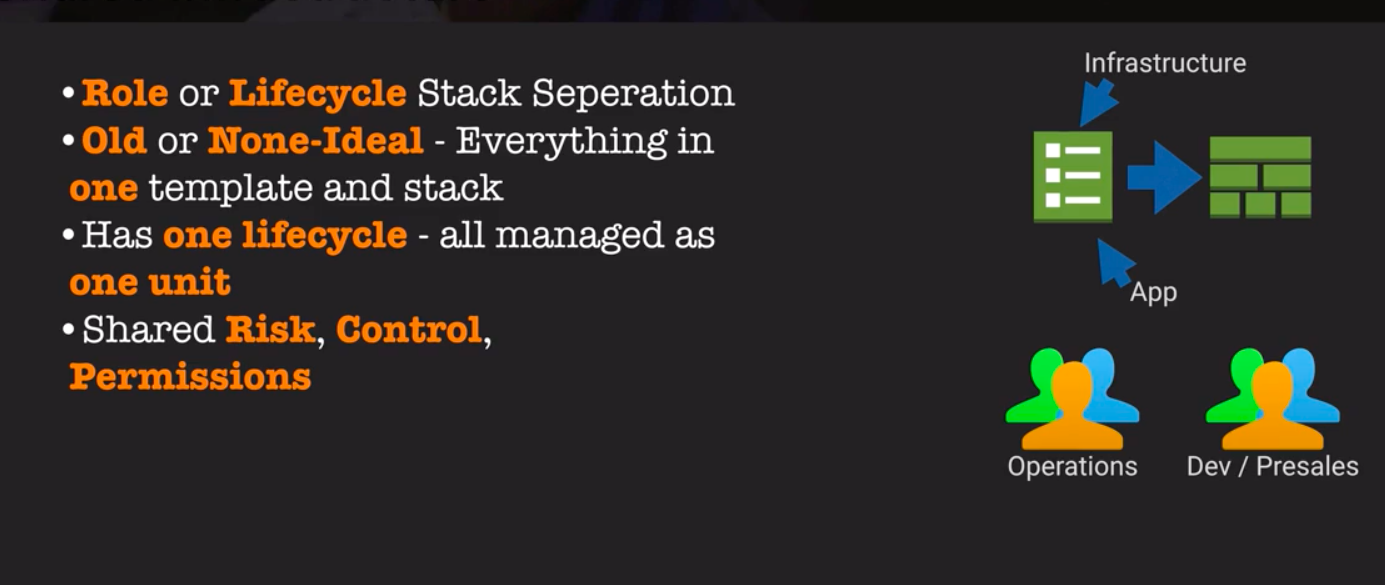 •Role or Lifecycle Stack Seperation
•Old or None-Ideal - Everything in
one template and stack
•Has one lifecycle - all managed as
one unit
•Shared Risk, Control,
Permissions
Infrastructure
App
Operations
Dev / Presales